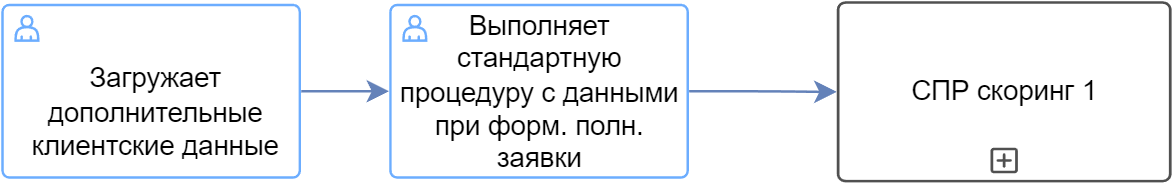 Загружает
дополнительные
клиентские данные
Выполняет
стандартную
процедуру с данными
при форм. полн.
заявки
СПР скоринг 1